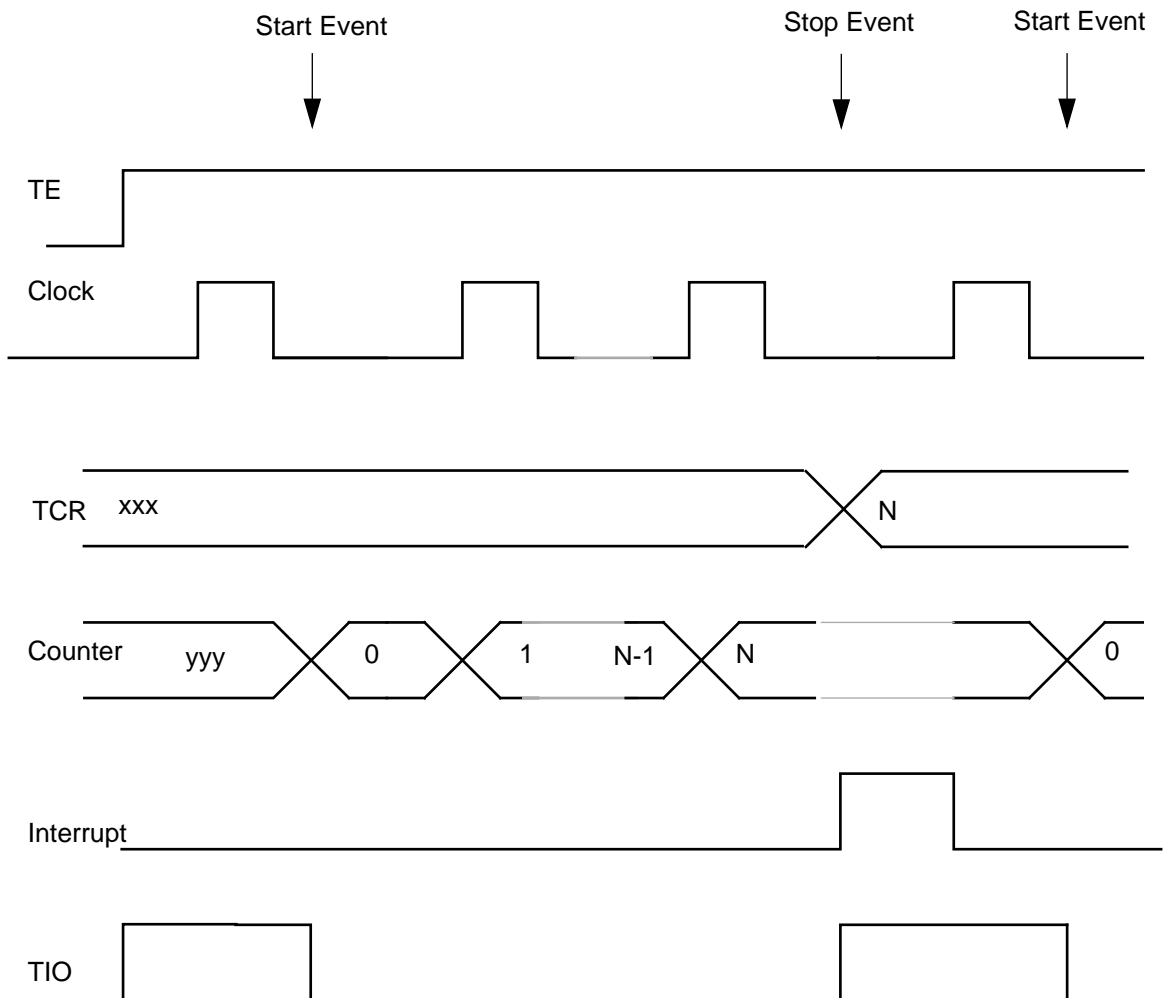 Start Event Stop Event Start Event
TE
Clock
TCR xxx N
Counter yyy 0 1 N-1 N 0
Interrupt
TIO